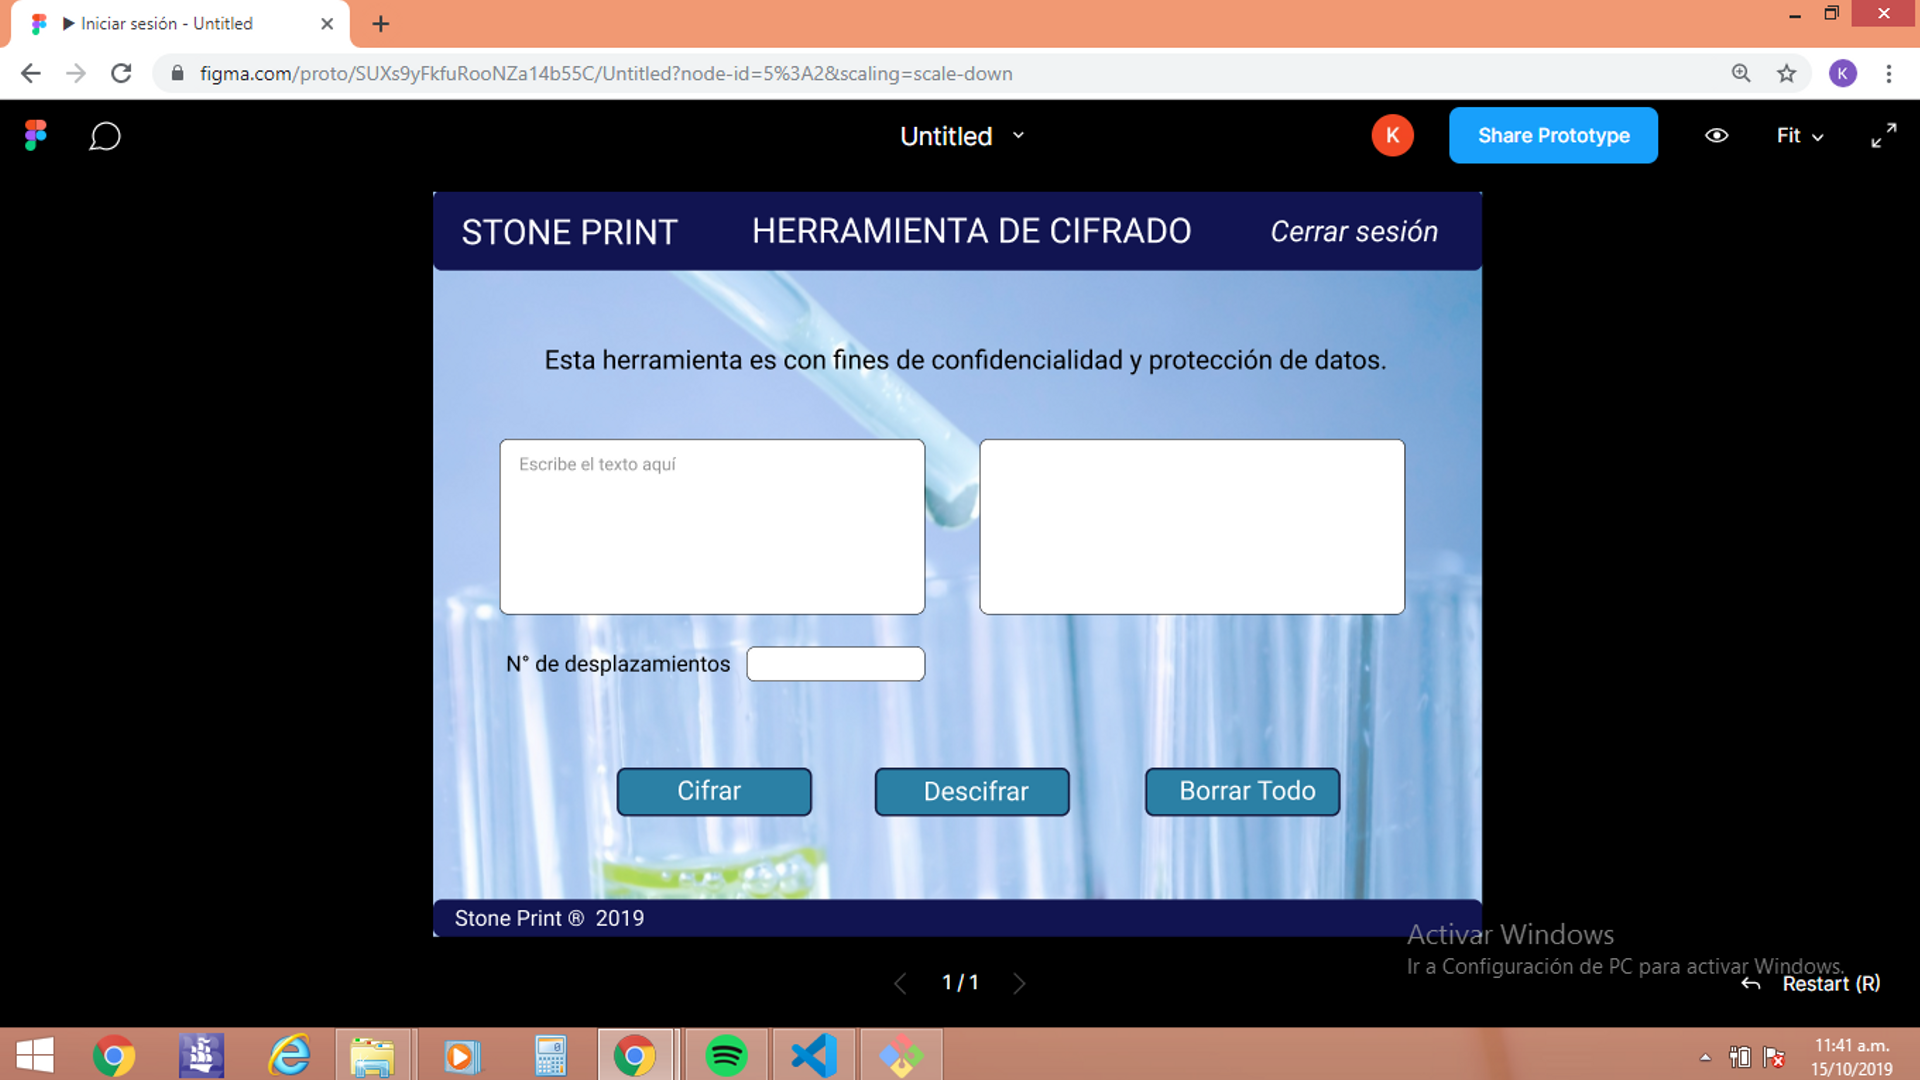 Iniciar sesión - Untitled
figma.com/proto/SUXs9yFkfuRooNZa14b55C/Untitled?node-id=5%3A2&scaling=scale-down
K
Untitled
K
Share Prototype
Fit
STONE PRINT
HERRAMIENTA DE CIFRADO
Cerrar sesión
Esta herramienta es con fines de confidencialidad y protección de datos.
Escribe el texto aquí
N° de desplazamientos
Cifrar
Descifrar
Borrar Todo
Stone Print ® 2019
Activar Windows
Ir a Configuración de PC para activar Windows.
1 / 1
Restart (R)
11:41 a.m.
15/10/2019